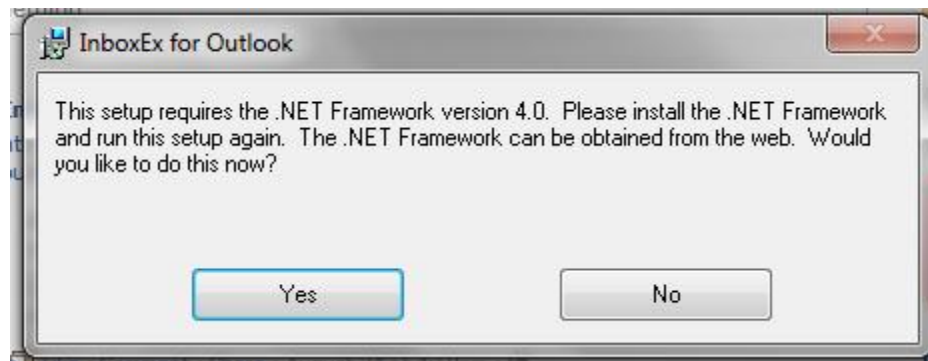 InboxEx for Outlook
This setup requires the .NET Framework version 4.0.  Please install the .NET Framework
and run this setup again.  The .NET Framework can be obtained from the web.  Would
you like to do this now?
Yes
No